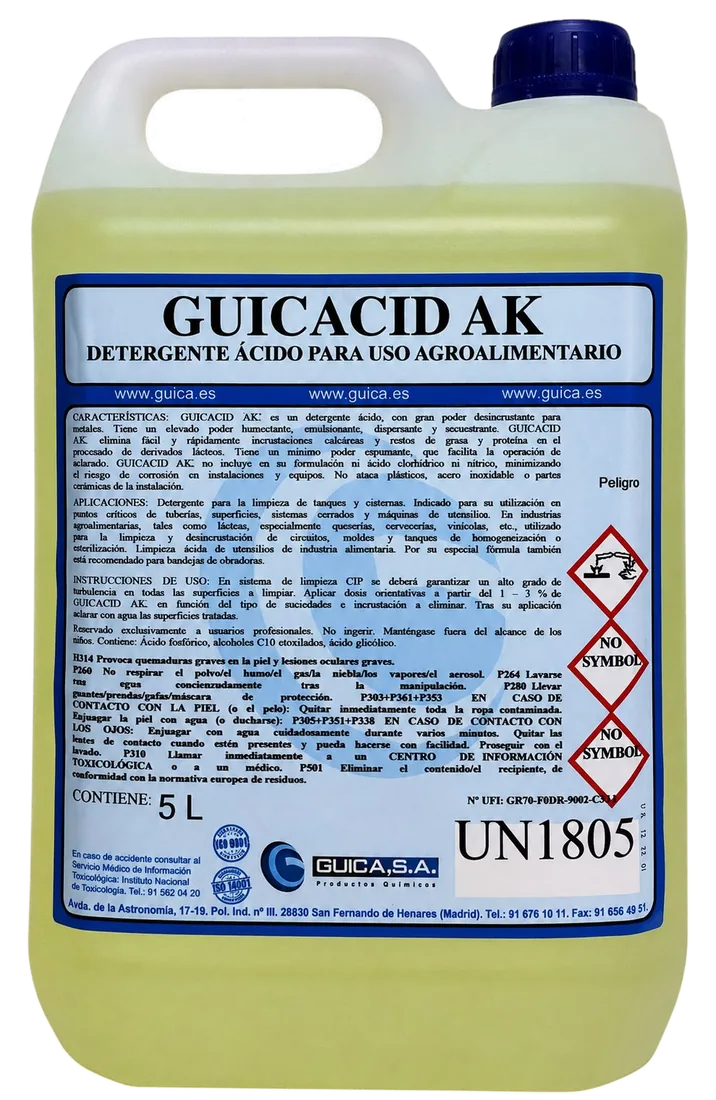 GUICACID AK
DETERGENTE ÁCIDO PARA USO AGROALIMENTARIO
www.guica.es www.guica.es www.guica.es
CARACTERÍSTICAS: GUICACID AK: es un detergente ácido, con gran poder desincrustante para
metales. Tiene un elevado poder humectante, emulsionante, dispersante y secuestrante. GUICACID
AK elimina fácil y rápidamente incrustaciones calcáreas y restos de grasa y proteína en el
procesado de derivados lácteos. Tiene un mínimo poder espumante, que facilita la operación de
aclarado. GUICACID AK no incluye en su formulación ni ácido clorhídrico ni nítrico, minimizando
el riesgo de corrosión en instalaciones y equipos. No ataca plásticos, acero inoxidable o partes
cerámicas de la instalación.
Peligro
APLICACIONES: Detergente para la limpieza de tanques y cisternas. Indicado para su utilización en
puntos críticos de tuberías, superficies, sistemas cerrados y máquinas de utensilio. En industrias
agroalimentarias, tales como lácteas, especialmente queserías, cervecerías, vinícolas, etc., utilizado
para la limpieza y desincrustación de circuitos, moldes y tanques de homogeneización o
esterilización. Limpieza ácida de utensilios de industria alimentaria. Por su especial fórmula también
está recomendado para bandejas de obradoras.
INSTRUCCIONES DE USO: En sistema de limpieza CIP se deberá garantizar un alto grado de
turbulencia en todas las superficies a limpiar. Aplicar dosis orientativas a partir del 1 – 3 % de
GUICACID AK en función del tipo de suciedades e incrustación a eliminar. Tras su aplicación
aclarar con agua las superficies tratadas.
Reservado exclusivamente a usuarios profesionales. No ingerir. Manténgase fuera del alcance de los
niños. Contiene: Ácido fosfórico, alcoholes C10 etoxilados, ácido glicólico.
NO
SYMBOL
H314 Provoca quemaduras graves en la piel y lesiones oculares graves.
P260 No respirar el polvo/el humo/el gas/la niebla/los vapores/el aerosol. P264 Lavarse
tras egua concienzudamente tras la manipulación. P280 Llevar
guantes/prendas/gafas/máscara de protección. P303+P361+P353 EN CASO DE
CONTACTO CON LA PIEL (o el pelo): Quitar inmediatamente toda la ropa contaminada.
Enjuagar la piel con agua (o ducharse): P305+P351+P338 EN CASO DE CONTACTO CON
LOS OJOS: Enjuagar con agua cuidadosamente durante varios minutos. Quitar las
lentes de contacto cuando estén presentes y pueda hacerse con facilidad. Proseguir con el
lavado. P310 Llamar inmediatamente a un CENTRO DE INFORMACIÓN
TOXICOLÓGICA o a un médico. P501 Eliminar el contenido/el recipiente, de
conformidad con la normativa europea de residuos.
NO
SYMBOL
CONTIENE: 5 L
Nº UFI: GR70-F0DR-9002-C311
UN1805
ISO 9001
ISO 14001
GUICA,S.A.
Productos Químicos
En caso de accidente consultar al
Servicio Médico de Información
Toxicológica: Instituto Nacional
de Toxicología. Tel.: 91 562 04 20
Avda. de la Astronomía, 17-19. Pol. Ind. nº III. 28830 San Fernando de Henares (Madrid). Tel.: 91 676 10 11. Fax: 91 656 49 51.